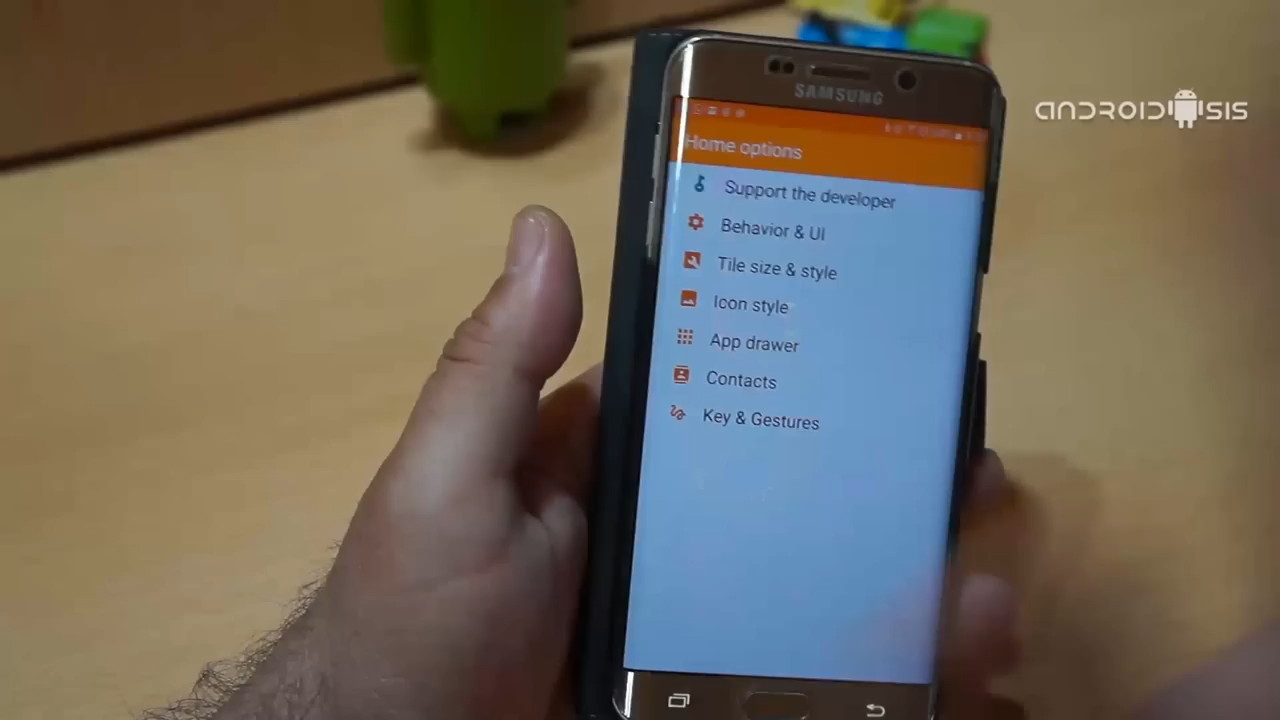 ANDROIDSIS
SAMSUNG
Home options
Support the developer
Behavior & UI
Tile size & style
Icon style
App drawer
Contacts
Key & Gestures